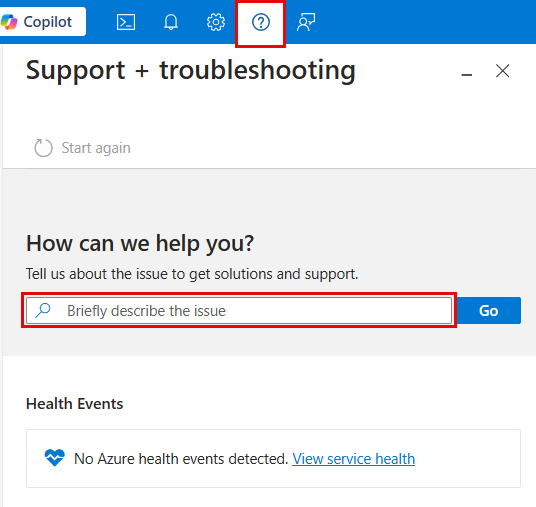 Copilot
Support + troubleshooting
Start again
How can we help you?
Tell us about the issue to get solutions and support.
Briefly describe the issue
Go
Health Events
No Azure health events detected. View service health